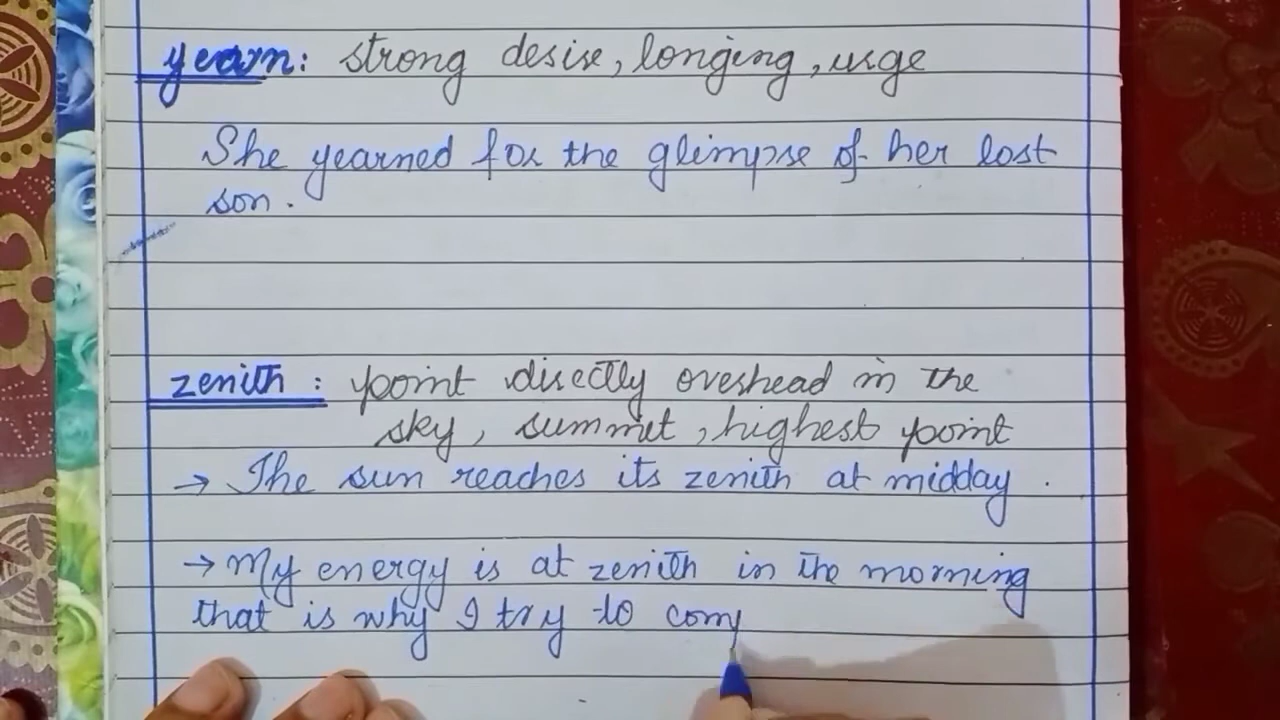 yearn: strong desire, longing, urge
She yearned for the glimpse of her lost
son.
zenith: point directly overhead in the
sky, summit, highest point
→ The sun reaches its zenith at midday.
→ My energy is at zenith in the morning
that is why I try to comp